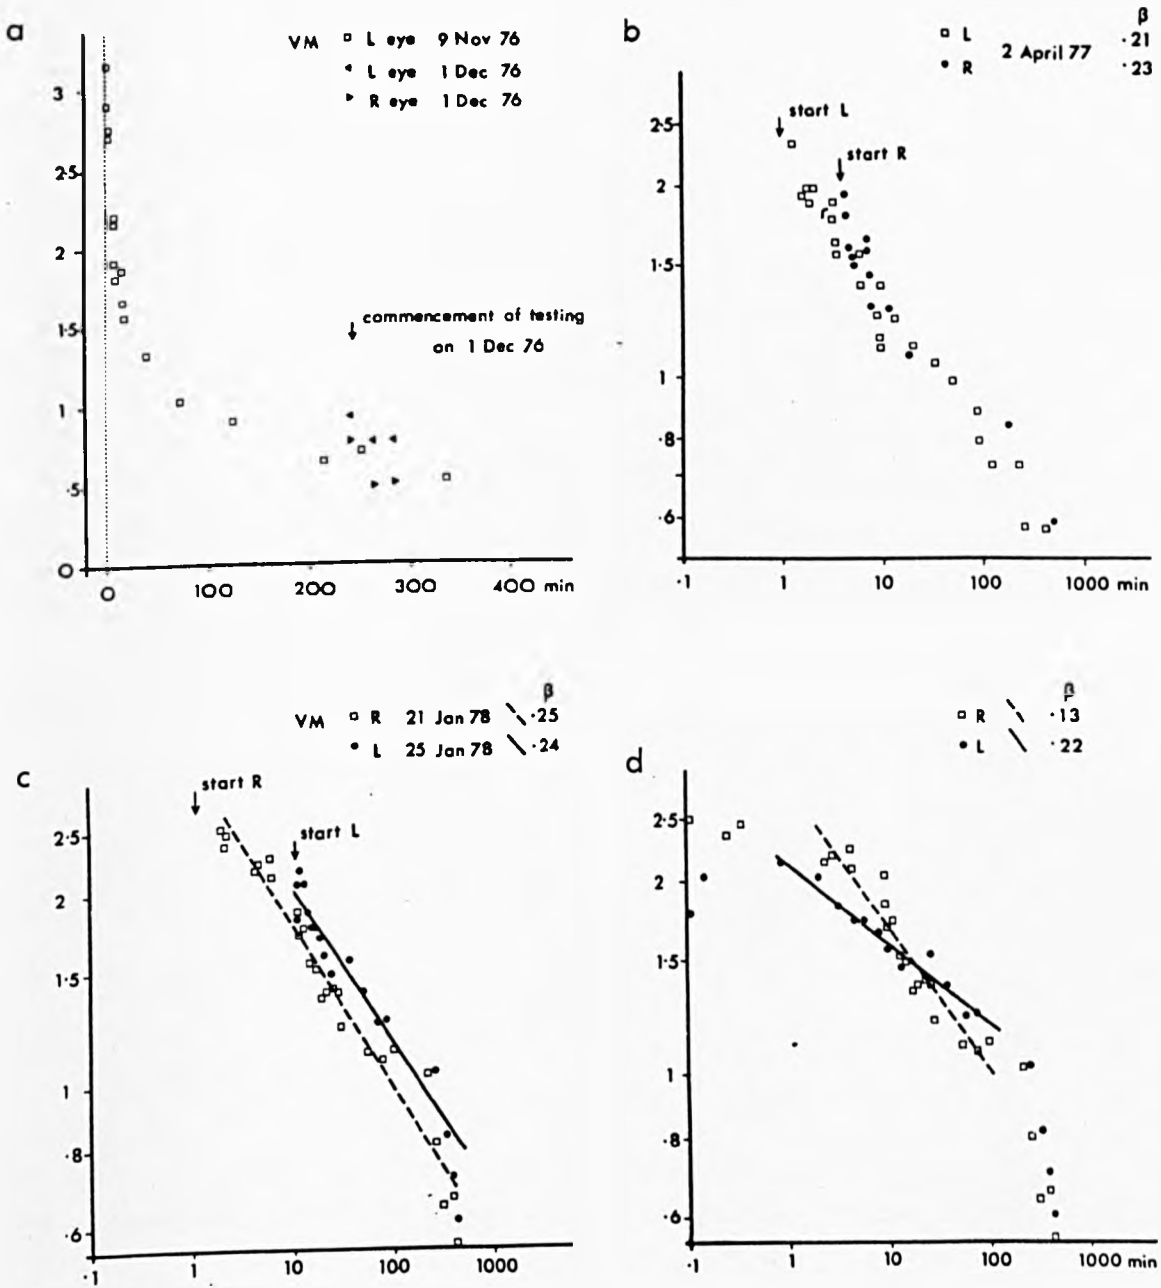 a
VM □ L eye 9 Nov 76
◂ L eye 1 Dec 76
▸ R eye 1 Dec 76
3
2·5
2
1·5
1
·5
0
commencement of testing
on 1 Dec 76
0 100 200 300 400 min
b
β
□ L 2 April 77 ·21
• R ·23
start L
start R
2·5
2
1·5
1
·8
·6
·1 1 10 100 1000 min
c
β
VM □ R 21 Jan 78 ·25
• L 25 Jan 78 ·24
start R
start L
2·5
2
1·5
1
·8
·6
·1 1 10 100 1000
d
β
□ R ·13
• L ·22
2·5
2
1·5
1
·8
·6
·1 1 10 100 1000 min